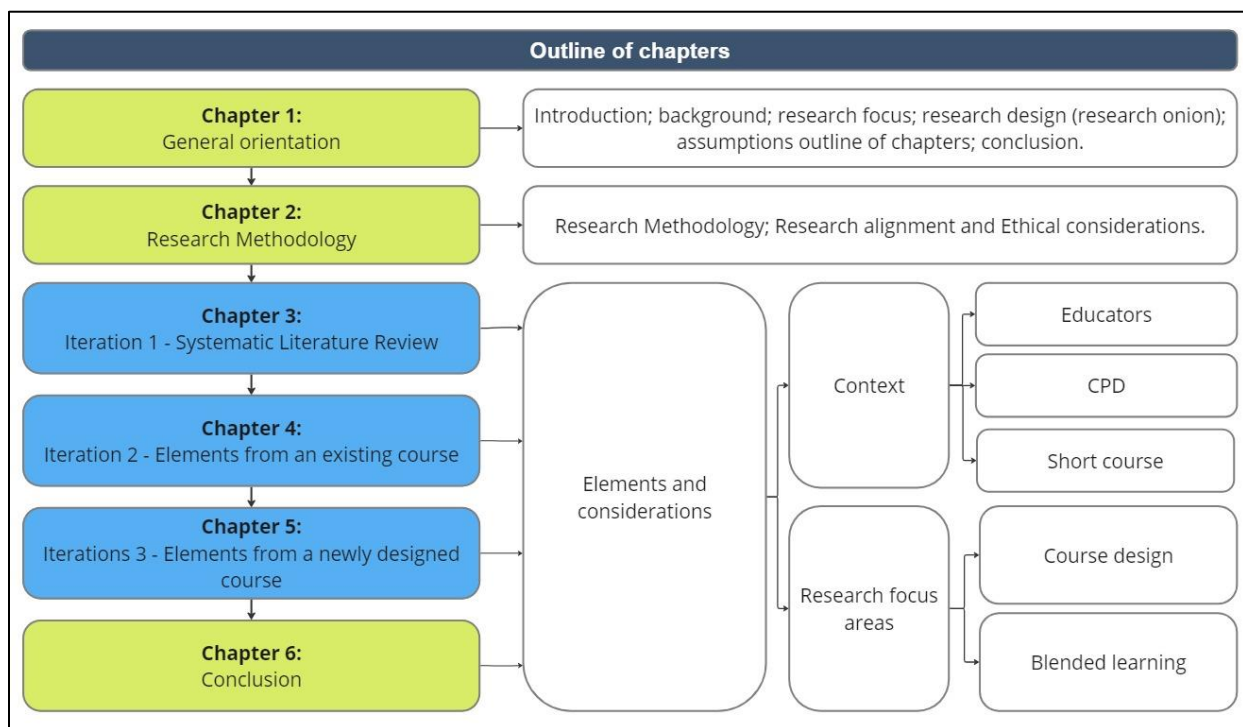 Outline of chapters
Chapter 1:
General orientation
Introduction; background; research focus; research design (research onion);
assumptions outline of chapters; conclusion.
Chapter 2:
Research Methodology
Research Methodology; Research alignment and Ethical considerations.
Chapter 3:
Iteration 1 - Systematic Literature Review
Chapter 4:
Iteration 2 - Elements from an existing course
Chapter 5:
Iterations 3 - Elements from a newly designed
course
Chapter 6:
Conclusion
Elements and
considerations
Context
Educators
CPD
Short course
Research focus
areas
Course design
Blended learning